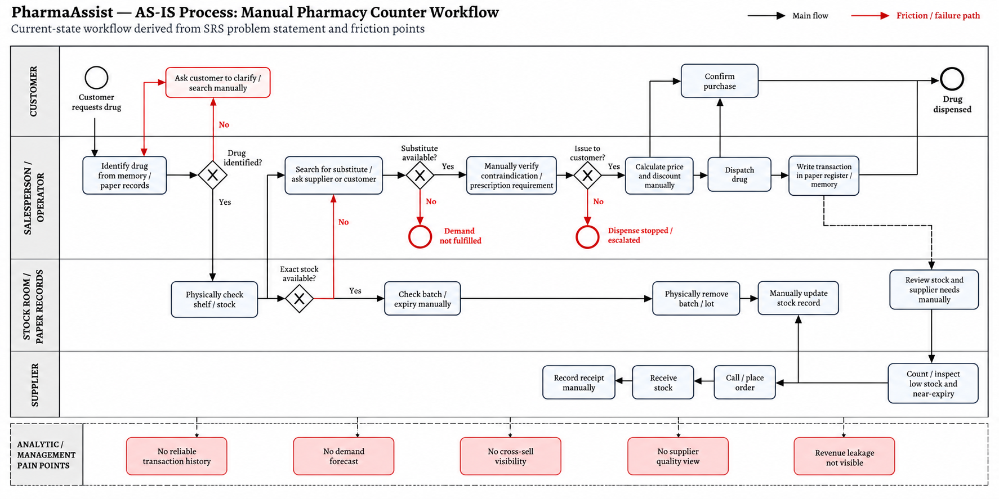 PharmaAssist — AS-IS Process: Manual Pharmacy Counter Workflow
Current-state workflow derived from SRS problem statement and friction points
Main flow
Friction / failure path
CUSTOMER
Customer
requests drug
Ask customer to clarify /
search manually
No
Confirm
purchase
Drug
dispensed
SALESPERSON /
OPERATOR
Identify drug
from memory /
paper records
X
Drug
identified?
Yes
Search for substitute /
ask supplier or customer
No
Substitute
available?
X
Yes
No
Demand
not fulfilled
Manually verify
contraindication /
prescription requirement
Issue to
customer?
X
Yes
No
Dispense stopped /
escalated
Calculate price
and discount
manually
Dispatch
drug
Write transaction
in paper register /
memory
STOCK ROOM /
PAPER RECORDS
Physically check
shelf / stock
Exact stock
available?
X
Yes
Check batch /
expiry manually
Physically remove
batch / lot
Manually update
stock record
Review stock and
supplier needs
manually
SUPPLIER
Record receipt
manually
Receive
stock
Call / place
order
Count / inspect
low stock and
near-expiry
ANALYTIC /
MANAGEMENT
PAIN POINTS
No reliable
transaction history
No demand
forecast
No cross-sell
visibility
No supplier
quality view
Revenue leakage
not visible